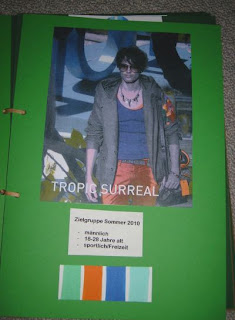 TROPIC SURREAL
Zielgruppe Sommer 2010
- männlich
- 18-28 Jahre alt
- sportlich/Freizeit